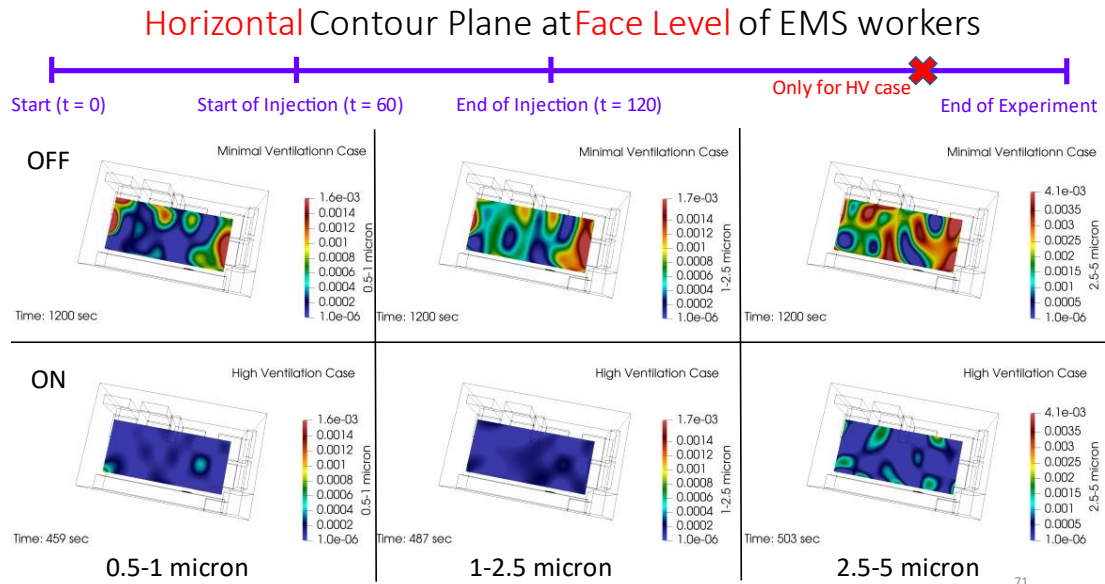 Horizontal Contour Plane at Face Level of EMS workers
Only for HV case
Start (t = 0)
Start of Injection (t = 60)
End of Injection (t = 120)
End of Experiment
OFF
Minimal Ventilationn Case
1.6e-03
0.0014
0.0012
0.001
0.0008
0.0006
0.0004
0.0002
1.0e-06
0.5-1 micron
Time: 1200 sec
Minimal Ventilationn Case
1.7e-03
0.0014
0.0012
0.001
0.0008
0.0006
0.0004
0.0002
1.0e-06
1-2.5 micron
Time: 1200 sec
Minimal Ventilationn Case
4.1e-03
0.0035
0.003
0.0025
0.002
0.0015
0.001
0.0005
1.0e-06
2.5-5 micron
Time: 1200 sec
ON
High Ventilation Case
1.6e-03
0.0014
0.0012
0.001
0.0008
0.0006
0.0004
0.0002
1.0e-06
0.5-1 micron
Time: 459 sec
High Ventilation Case
1.7e-03
0.0014
0.0012
0.001
0.0008
0.0006
0.0004
0.0002
1.0e-06
1-2.5 micron
Time: 487 sec
High Ventilation Case
4.1e-03
0.0035
0.003
0.0025
0.002
0.0015
0.001
0.0005
1.0e-06
2.5-5 micron
Time: 503 sec
0.5-1 micron
1-2.5 micron
2.5-5 micron
71